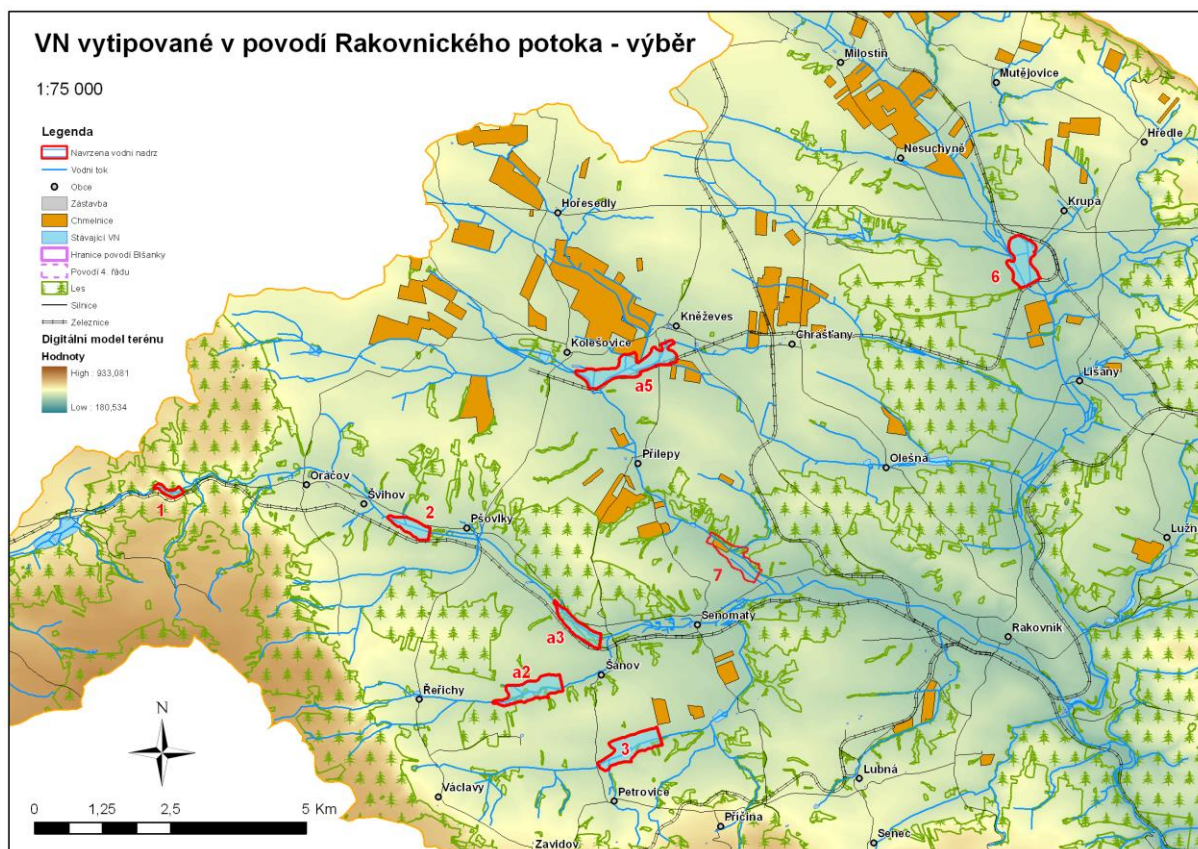 VN vytipované v povodí Rakovnického potoka - výběr
1:75 000
Legenda
Navrzena vodni nadrz
Vodni tok
Obce
Zástavba
Chmelnice
Stávající VN
Hranice povodí Blšanky
Povodí 4. řádu
Les
Silnice
Zeleznice
Digitální model terénu
Hodnoty
High : 933,081
Low : 180,534
Milostín
Mutějovice
Hředle
Nesuchyně
Krupa
Hořesedly
6
Kněževes
Chrášťany
Kolešovice
a5
Lišany
Přílepy
Olešná
Oráčov
1
Švihov
2
Pšovlky
Lužn
7
a3
Senomaty
Rakovník
Šanov
a2
Řeřichy
3
N
Václavy
Petrovice
Lubná
Příčina
Zavidov
Senec
0 1,25 2,5 5 Km